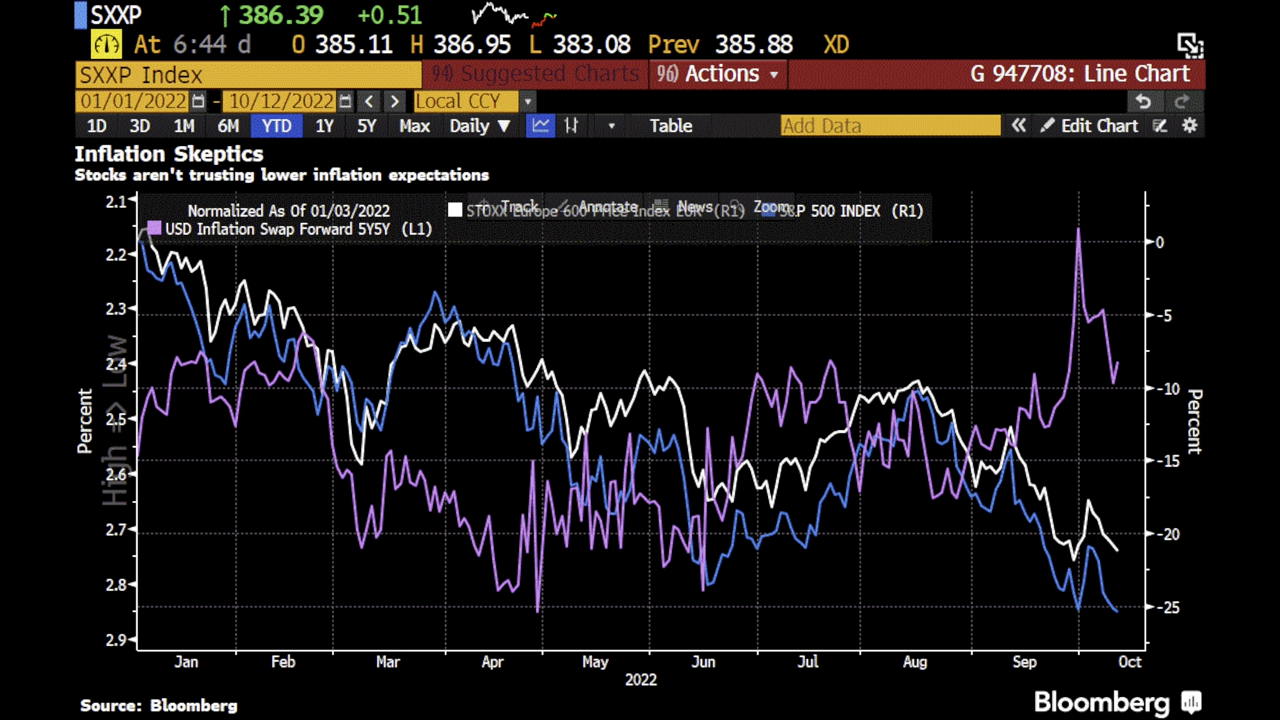 SXXP ↑ 386.39 +0.51
At 6:44 d O 385.11 H 386.95 L 383.08 Prev 385.88 XD
SXXP Index 94) Suggested Charts 96) Actions ▾ G 947708: Line Chart
01/01/2022 - 10/12/2022 < > Local CCY ▾
1D 3D 1M 6M YTD 1Y 5Y Max Daily ▼ Table Add Data « Edit Chart
Inflation Skeptics
Stocks aren't trusting lower inflation expectations
Track Annotate News Zoom
Normalized As Of 01/03/2022 STOXX Europe 600 Price Index EUR (R1) S&P 500 INDEX (R1)
USD Inflation Swap Forward 5Y5Y (L1)
2.1
2.2
2.3
2.4
2.5
2.6
2.7
2.8
2.9
Percent
High => Low
0
-5
-10
-15
-20
-25
Percent
Jan Feb Mar Apr May Jun Jul Aug Sep Oct
2022
Source: Bloomberg
Bloomberg